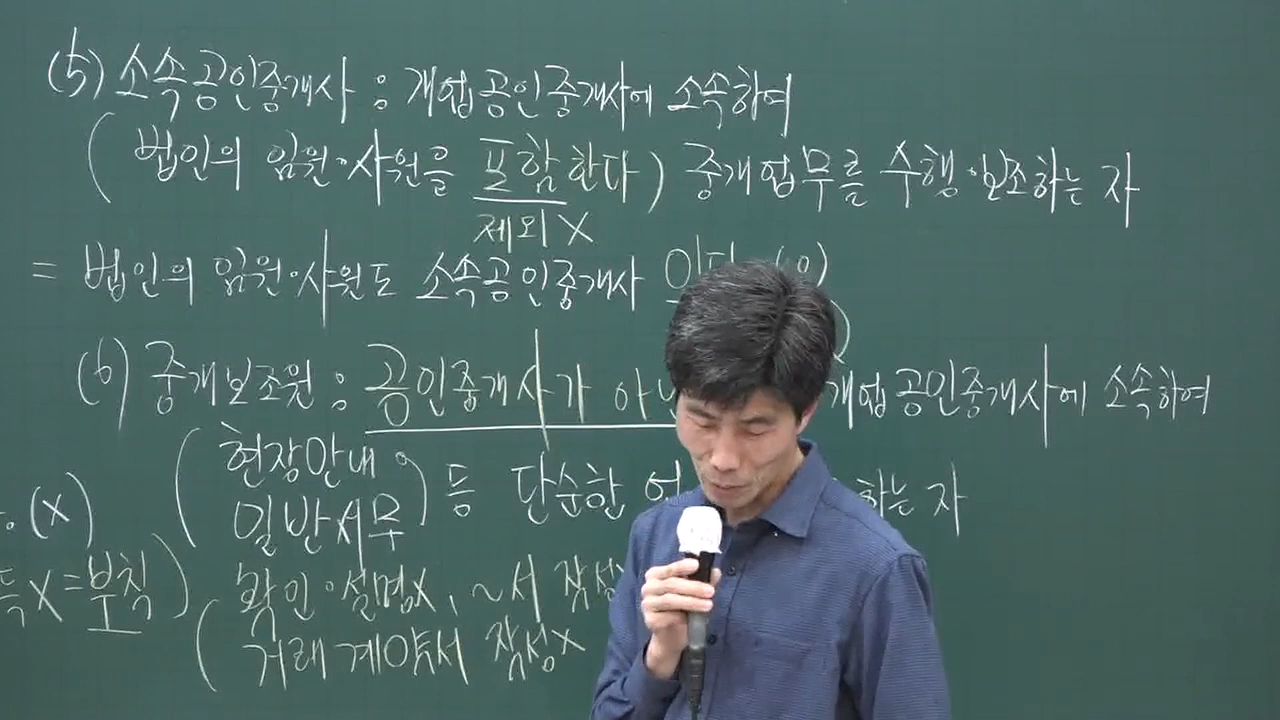 (5) 소속공인중개사 : 개업공인중개사에 소속하여
( 법인의 임원·사원을 포함한다 ) 중개업무를 수행·보조하는 자
제외 X
= 법인의 임원·사원도 소속공인중개사 이다 (o)
(6) 중개보조원 : 공인중개사가 아 개업공인중개사에 소속하여
( 현장안내
일반서무 ) 등 단순한 하는 자
. (X)
X = 부칙 )
( 확인·설명X, ~서 작성
거래계약서 작성X